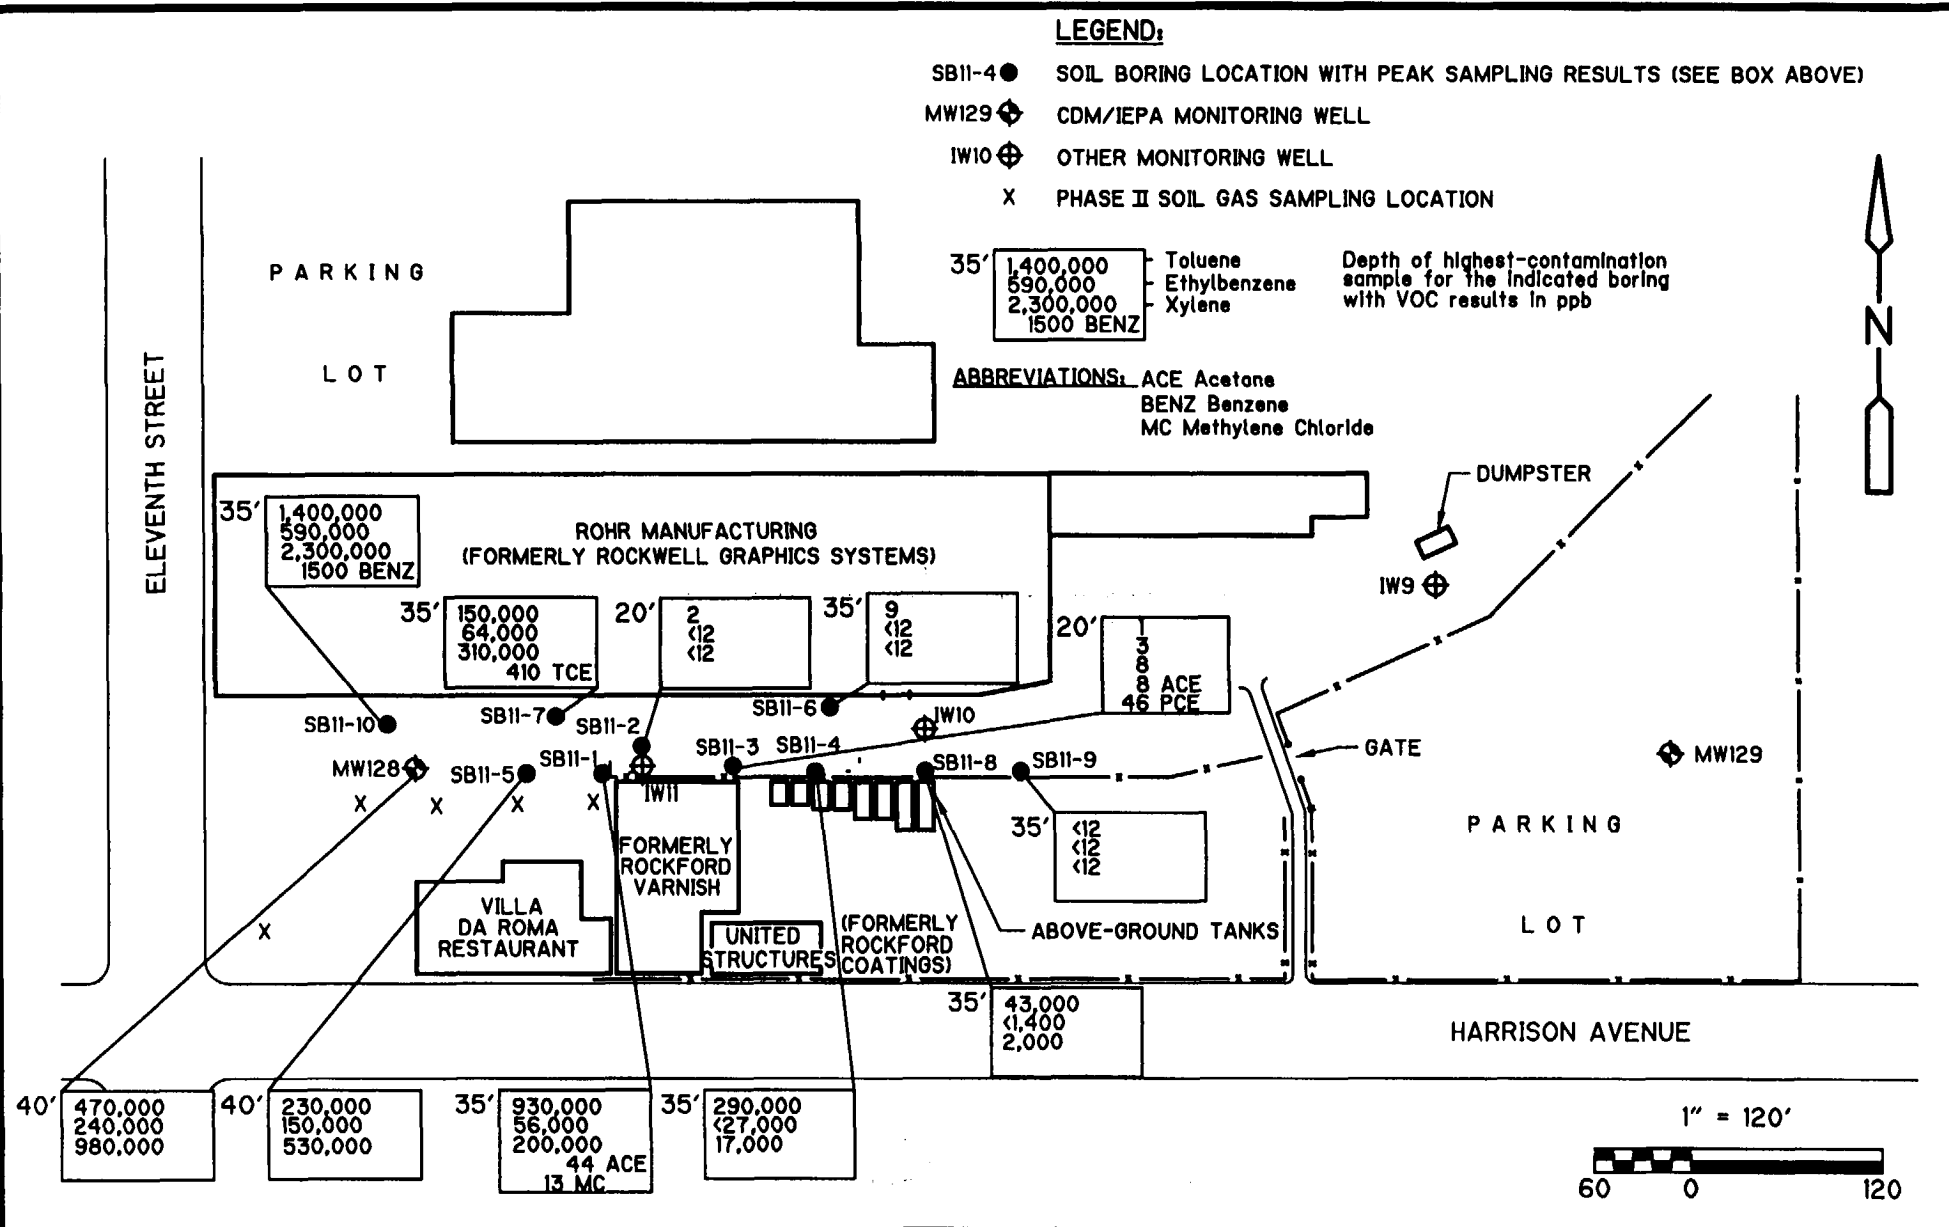 LEGEND:
SB11-4 SOIL BORING LOCATION WITH PEAK SAMPLING RESULTS (SEE BOX ABOVE)
MW129 CDM/IEPA MONITORING WELL
IW10 OTHER MONITORING WELL
X PHASE II SOIL GAS SAMPLING LOCATION
35' 1,400,000 Toluene
590,000 Ethylbenzene
2,300,000 Xylene
1500 BENZ
Depth of highest-contamination
sample for the indicated boring
with VOC results in ppb
ABBREVIATIONS: ACE Acetone
BENZ Benzene
MC Methylene Chloride
N
PARKING
LOT
ELEVENTH STREET
DUMPSTER
IW9
ROHR MANUFACTURING
(FORMERLY ROCKWELL GRAPHICS SYSTEMS)
35' 1,400,000
590,000
2,300,000
1500 BENZ
35' 150,000
64,000
310,000
410 TCE
20' 2
<12
<12
35' 9
<12
<12
20' 1
3
8
8 ACE
46 PCE
SB11-10
SB11-7
SB11-2
SB11-6
IW10
MW128
SB11-5
SB11-1
SB11-3
SB11-4
SB11-8
SB11-9
GATE
MW129
IW11
X
X
X
X
X
FORMERLY
ROCKFORD
VARNISH
VILLA
DA ROMA
RESTAURANT
UNITED
STRUCTURES
(FORMERLY
ROCKFORD
COATINGS)
ABOVE-GROUND TANKS
35' <12
<12
<12
PARKING
LOT
35' 43,000
<1,400
2,000
HARRISON AVENUE
40' 470,000
240,000
980,000
40' 230,000
150,000
530,000
35' 930,000
56,000
200,000
44 ACE
13 MC
35' 290,000
<27,000
17,000
1" = 120'
60 0 120